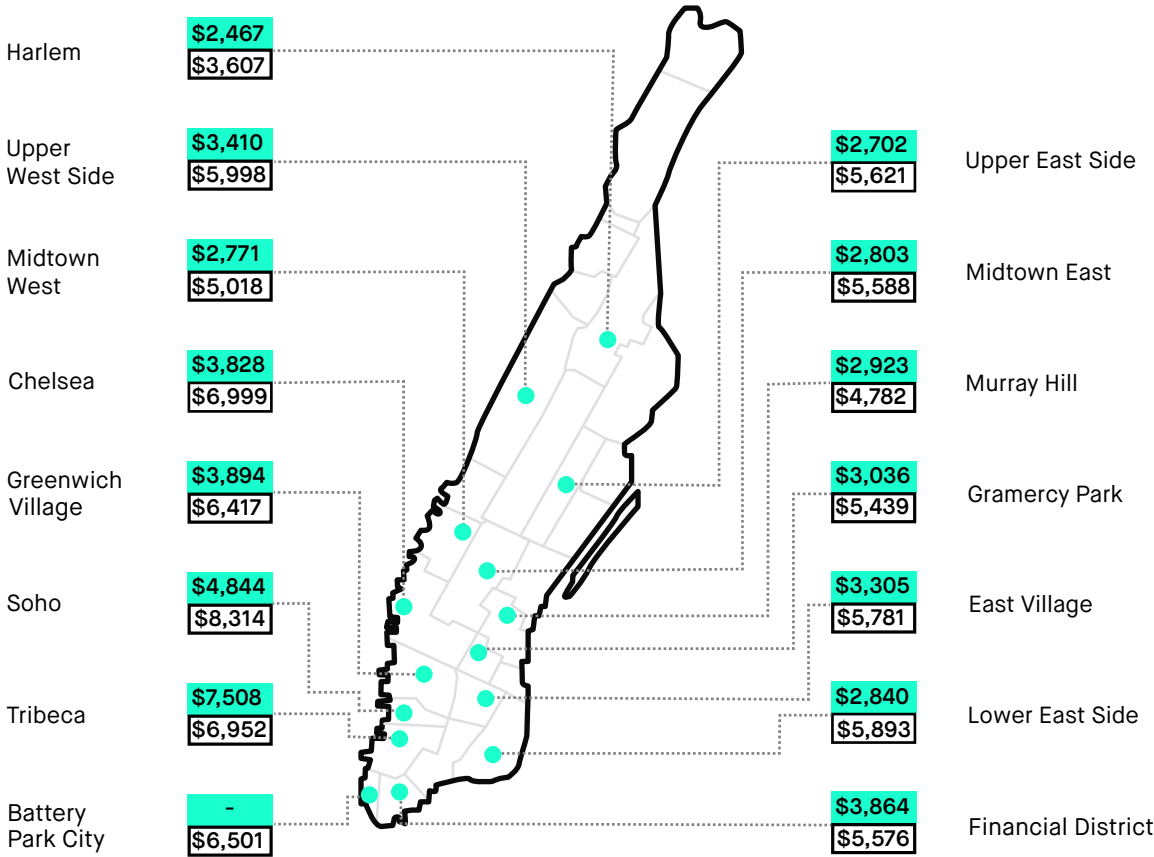 Harlem
$2,467
$3,607
Upper
West Side
$3,410
$5,998
Midtown
West
$2,771
$5,018
Chelsea
$3,828
$6,999
Greenwich
Village
$3,894
$6,417
Soho
$4,844
$8,314
Tribeca
$7,508
$6,952
Battery
Park City
-
$6,501
$2,702
$5,621
Upper East Side
$2,803
$5,588
Midtown East
$2,923
$4,782
Murray Hill
$3,036
$5,439
Gramercy Park
$3,305
$5,781
East Village
$2,840
$5,893
Lower East Side
$3,864
$5,576
Financial District